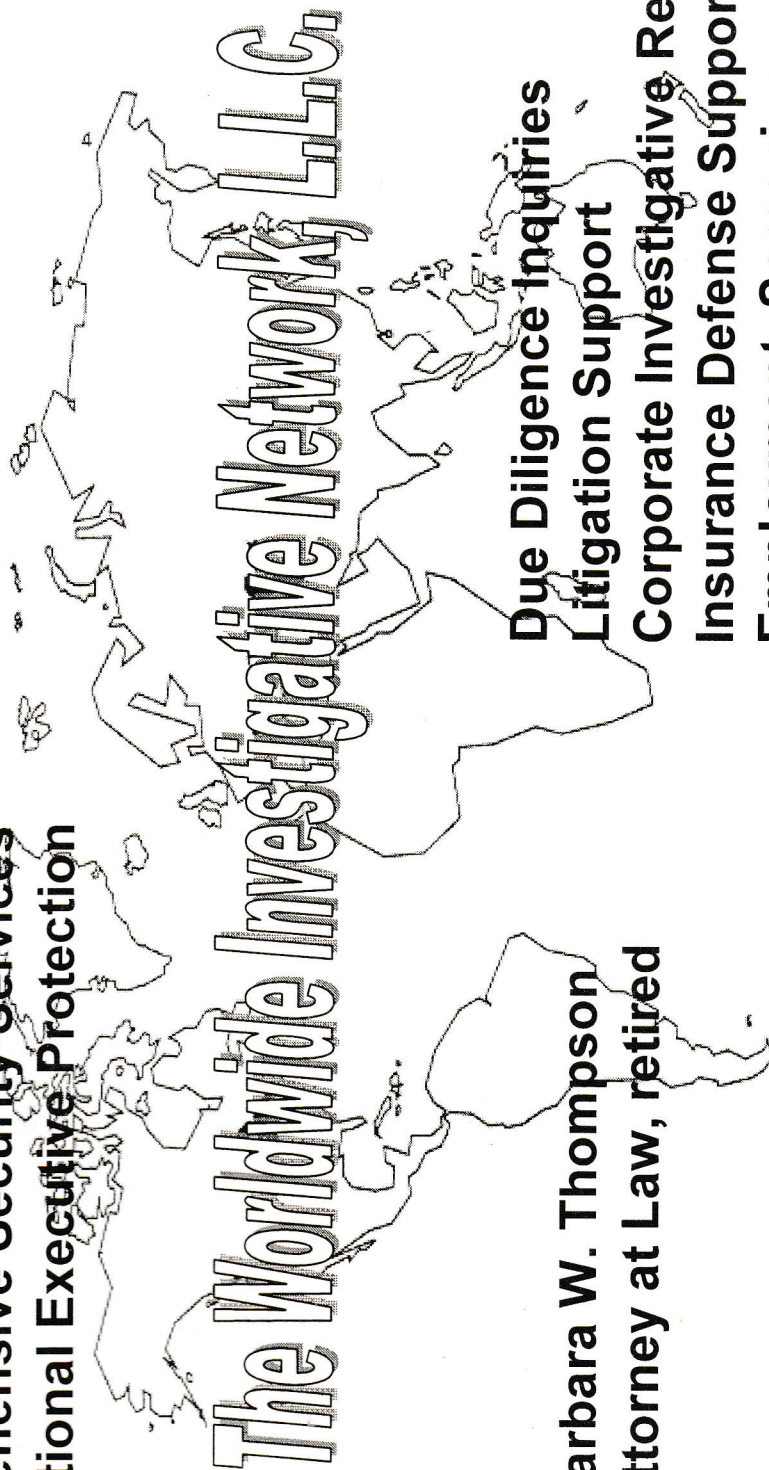 ehensive Security Services
tional Executive Protection
The Worldwide Investigative Network, L.L.C.
arbara W. Thompson
ttorney at Law, retired
Due Diligence Inquiries
Litigation Support
Corporate Investigative Re
Insurance Defense Suppor